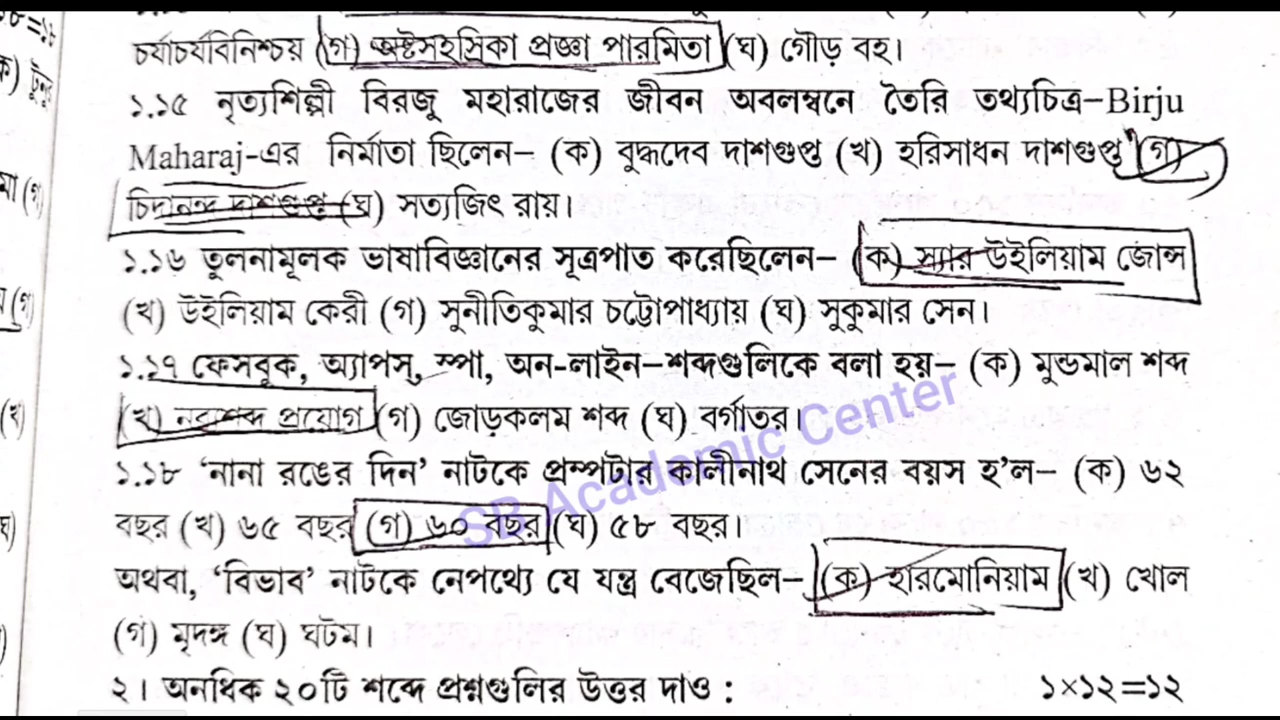 চর্যাচর্যবিনিশ্চয় (গ) অষ্টসহস্রিকা প্রজ্ঞা পারমিতা (ঘ) গৌড় বহ।
১.১৫ নৃত্যশিল্পী বিরজু মহারাজের জীবন অবলম্বনে তৈরি তথ্যচিত্র–Birju
Maharaj-এর নির্মাতা ছিলেন– (ক) বুদ্ধদেব দাশগুপ্ত (খ) হরিসাধন দাশগুপ্ত (গ)
চিদানন্দ দাশগুপ্ত (ঘ) সত্যজিৎ রায়।
১.১৬ তুলনামূলক ভাষাবিজ্ঞানের সূত্রপাত করেছিলেন– (ক) স্যার উইলিয়াম জোন্স
(খ) উইলিয়াম কেরী (গ) সুনীতিকুমার চট্টোপাধ্যায় (ঘ) সুকুমার সেন।
১.১৭ ফেসবুক, অ্যাপস, স্পা, অন-লাইন–শব্দগুলিকে বলা হয়– (ক) মুন্ডমাল শব্দ
(খ) নব্যশব্দ প্রয়োগ (গ) জোড়কলম শব্দ (ঘ) বর্গাতর।
১.১৮ ‘নানা রঙের দিন’ নাটকে প্রম্পটার কালীনাথ সেনের বয়স হ’ল– (ক) ৬২
বছর (খ) ৬৫ বছর (গ) ৬০ বছর (ঘ) ৫৮ বছর।
অথবা, ‘বিভাব’ নাটকে নেপথ্যে যে যন্ত্র বেজেছিল– (ক) হারমোনিয়াম (খ) খোল
(গ) মৃদঙ্গ (ঘ) ঘটম।
২। অনধিক ২০টি শব্দে প্রশ্নগুলির উত্তর দাও : ১×১২=১২
SB Academic Center